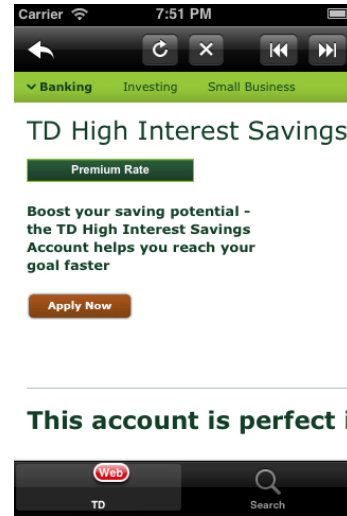 Carrier 7:51 PM
Banking Investing Small Business
TD High Interest Savings
Premium Rate
Boost your saving potential -
the TD High Interest Savings
Account helps you reach your
goal faster
Apply Now
This account is perfect
Web
TD Search